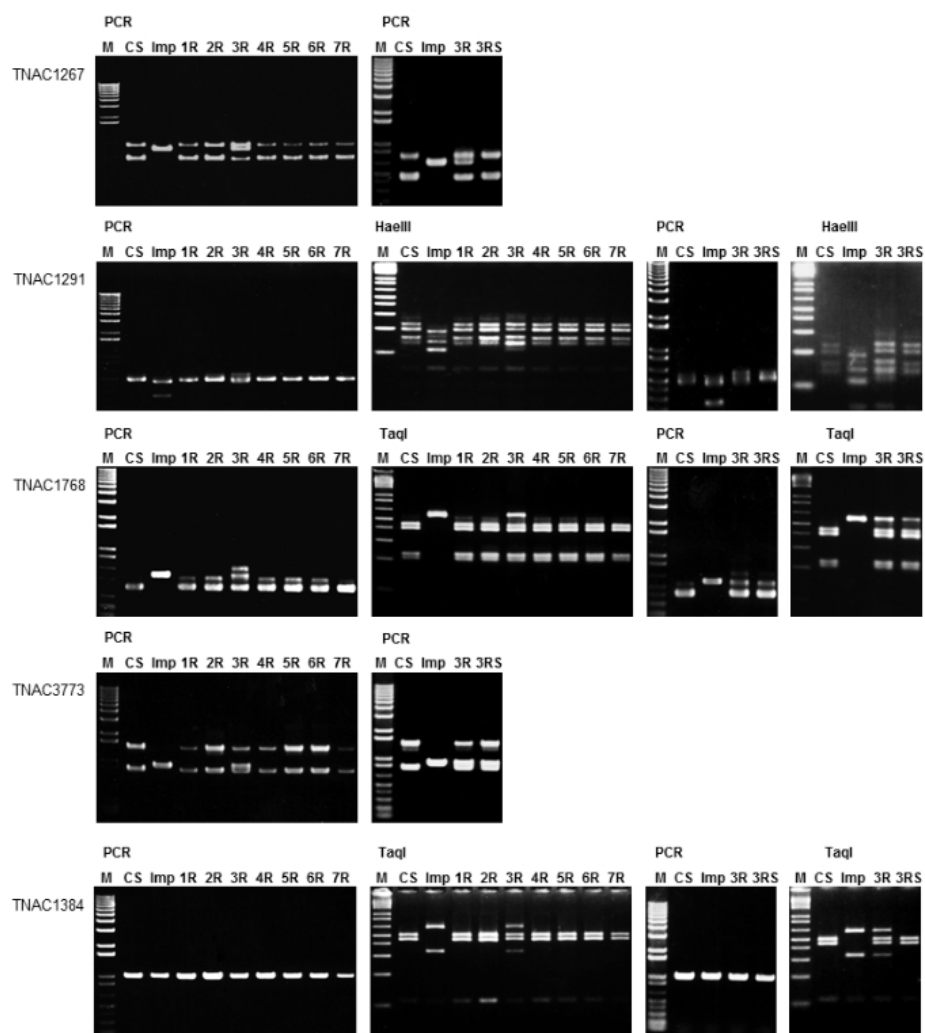 PCR PCR
M CS Imp 1R 2R 3R 4R 5R 6R 7R M CS Imp 3R 3RS
TNAC1267
PCR HaeIII PCR HaeIII
M CS Imp 1R 2R 3R 4R 5R 6R 7R M CS Imp 1R 2R 3R 4R 5R 6R 7R M CS Imp 3R 3RS M CS Imp 3R 3RS
TNAC1291
PCR TaqI PCR TaqI
M CS Imp 1R 2R 3R 4R 5R 6R 7R M CS Imp 1R 2R 3R 4R 5R 6R 7R M CS Imp 3R 3RS M CS Imp 3R 3RS
TNAC1768
PCR PCR
M CS Imp 1R 2R 3R 4R 5R 6R 7R M CS Imp 3R 3RS
TNAC3773
PCR TaqI PCR TaqI
M CS Imp 1R 2R 3R 4R 5R 6R 7R M CS Imp 1R 2R 3R 4R 5R 6R 7R M CS Imp 3R 3RS M CS Imp 3R 3RS
TNAC1384